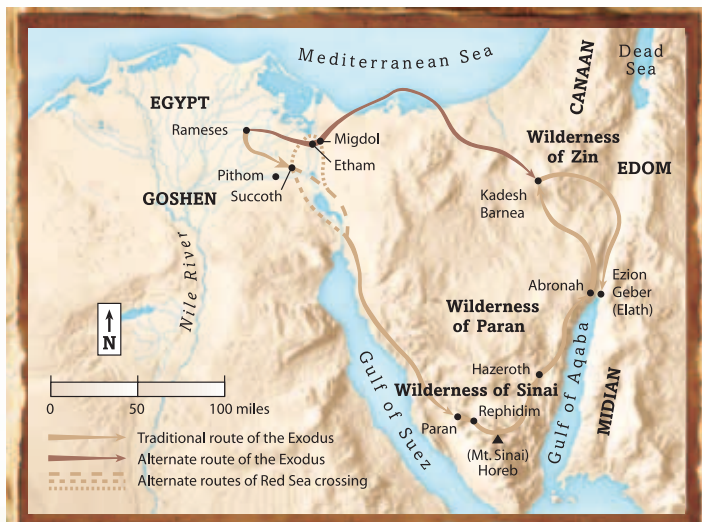 Mediterranean Sea
Dead
Sea
CANAAN
EGYPT
Rameses
Migdol
Etham
Wilderness
of Zin
EDOM
Pithom
Succoth
GOSHEN
Kadesh
Barnea
Nile River
Abronah
Ezion
Geber
(Elath)
Wilderness
of Paran
N
Hazeroth
Gulf of Suez
Wilderness of Sinai
Gulf of Aqaba
MIDIAN
0 50 100 miles
Paran
Rephidim
(Mt. Sinai)
Horeb
Traditional route of the Exodus
Alternate route of the Exodus
Alternate routes of Red Sea crossing